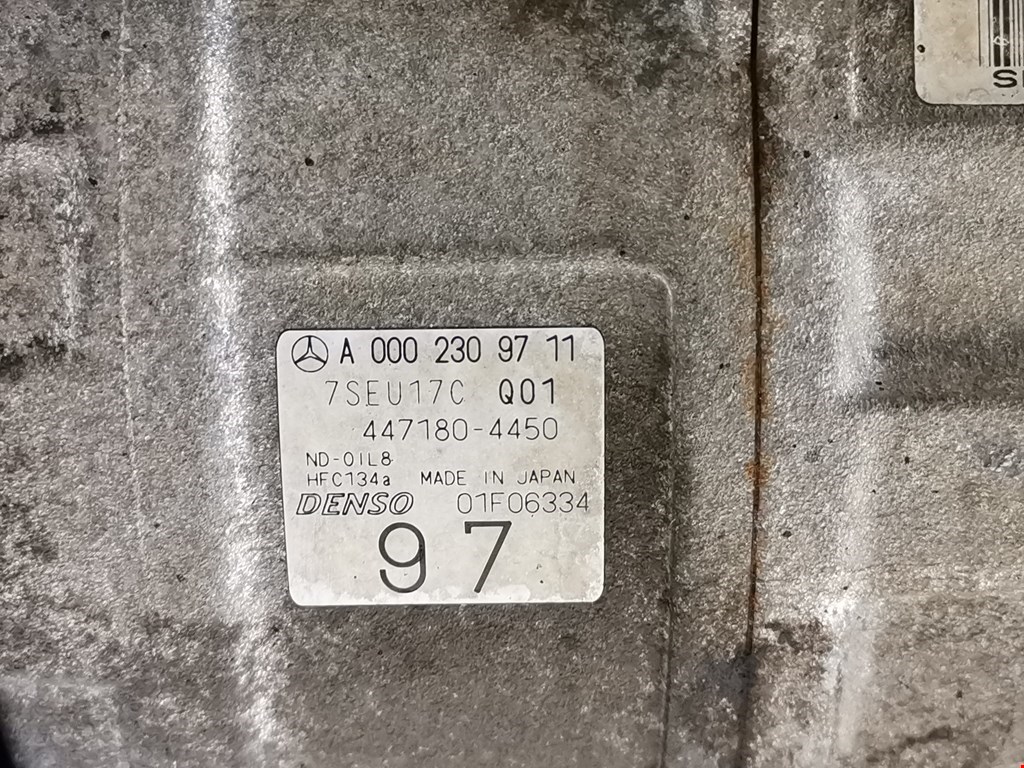 A 000 230 97 11
7SEU17C Q01
447180-4450
ND-OIL8
HFC134a MADE IN JAPAN
DENSO 01F06334
97